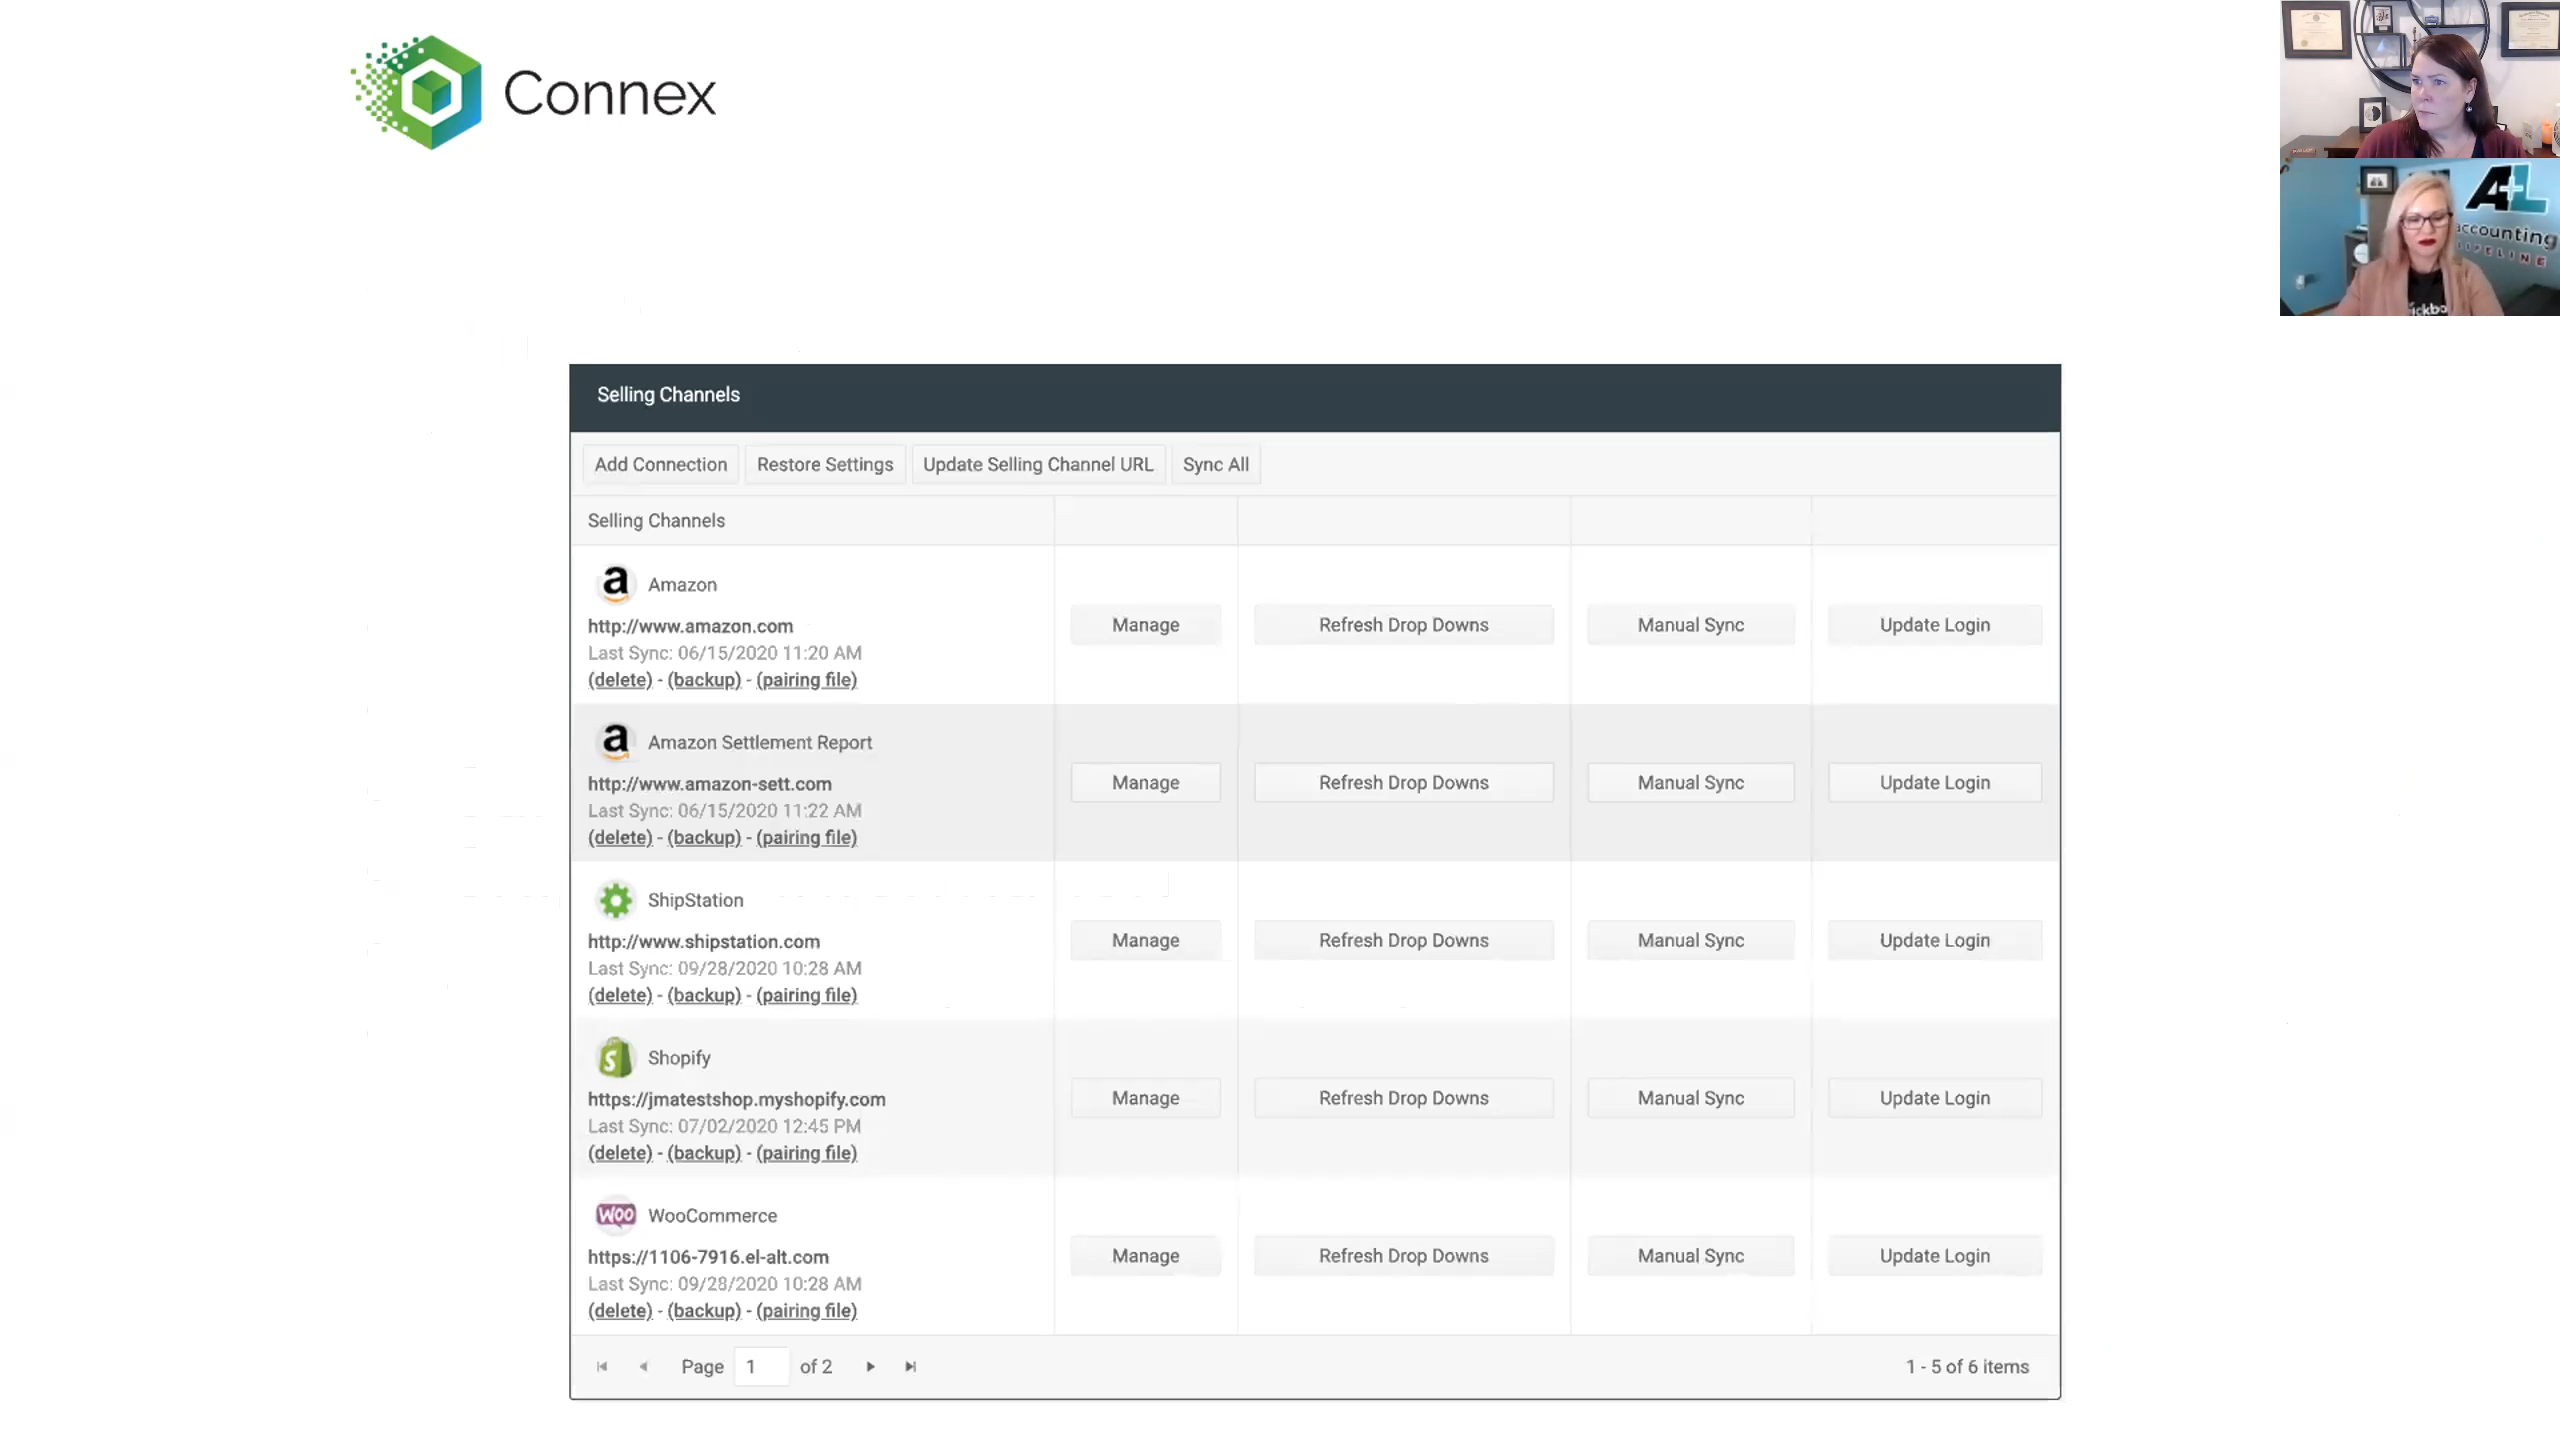 Connex
A+L
accounting
LIPELINE
Selling Channels
Add Connection Restore Settings Update Selling Channel URL Sync All
Selling Channels
Amazon
http://www.amazon.com
Last Sync: 06/15/2020 11:20 AM
(delete) - (backup) - (pairing file)
Manage Refresh Drop Downs Manual Sync Update Login
Amazon Settlement Report
http://www.amazon-sett.com
Last Sync: 06/15/2020 11:22 AM
(delete) - (backup) - (pairing file)
Manage Refresh Drop Downs Manual Sync Update Login
ShipStation
http://www.shipstation.com
Last Sync: 09/28/2020 10:28 AM
(delete) - (backup) - (pairing file)
Manage Refresh Drop Downs Manual Sync Update Login
Shopify
https://jmatestshop.myshopify.com
Last Sync: 07/02/2020 12:45 PM
(delete) - (backup) - (pairing file)
Manage Refresh Drop Downs Manual Sync Update Login
WOO WooCommerce
https://1106-7916.el-alt.com
Last Sync: 09/28/2020 10:28 AM
(delete) - (backup) - (pairing file)
Manage Refresh Drop Downs Manual Sync Update Login
Page 1 of 2
1 - 5 of 6 items